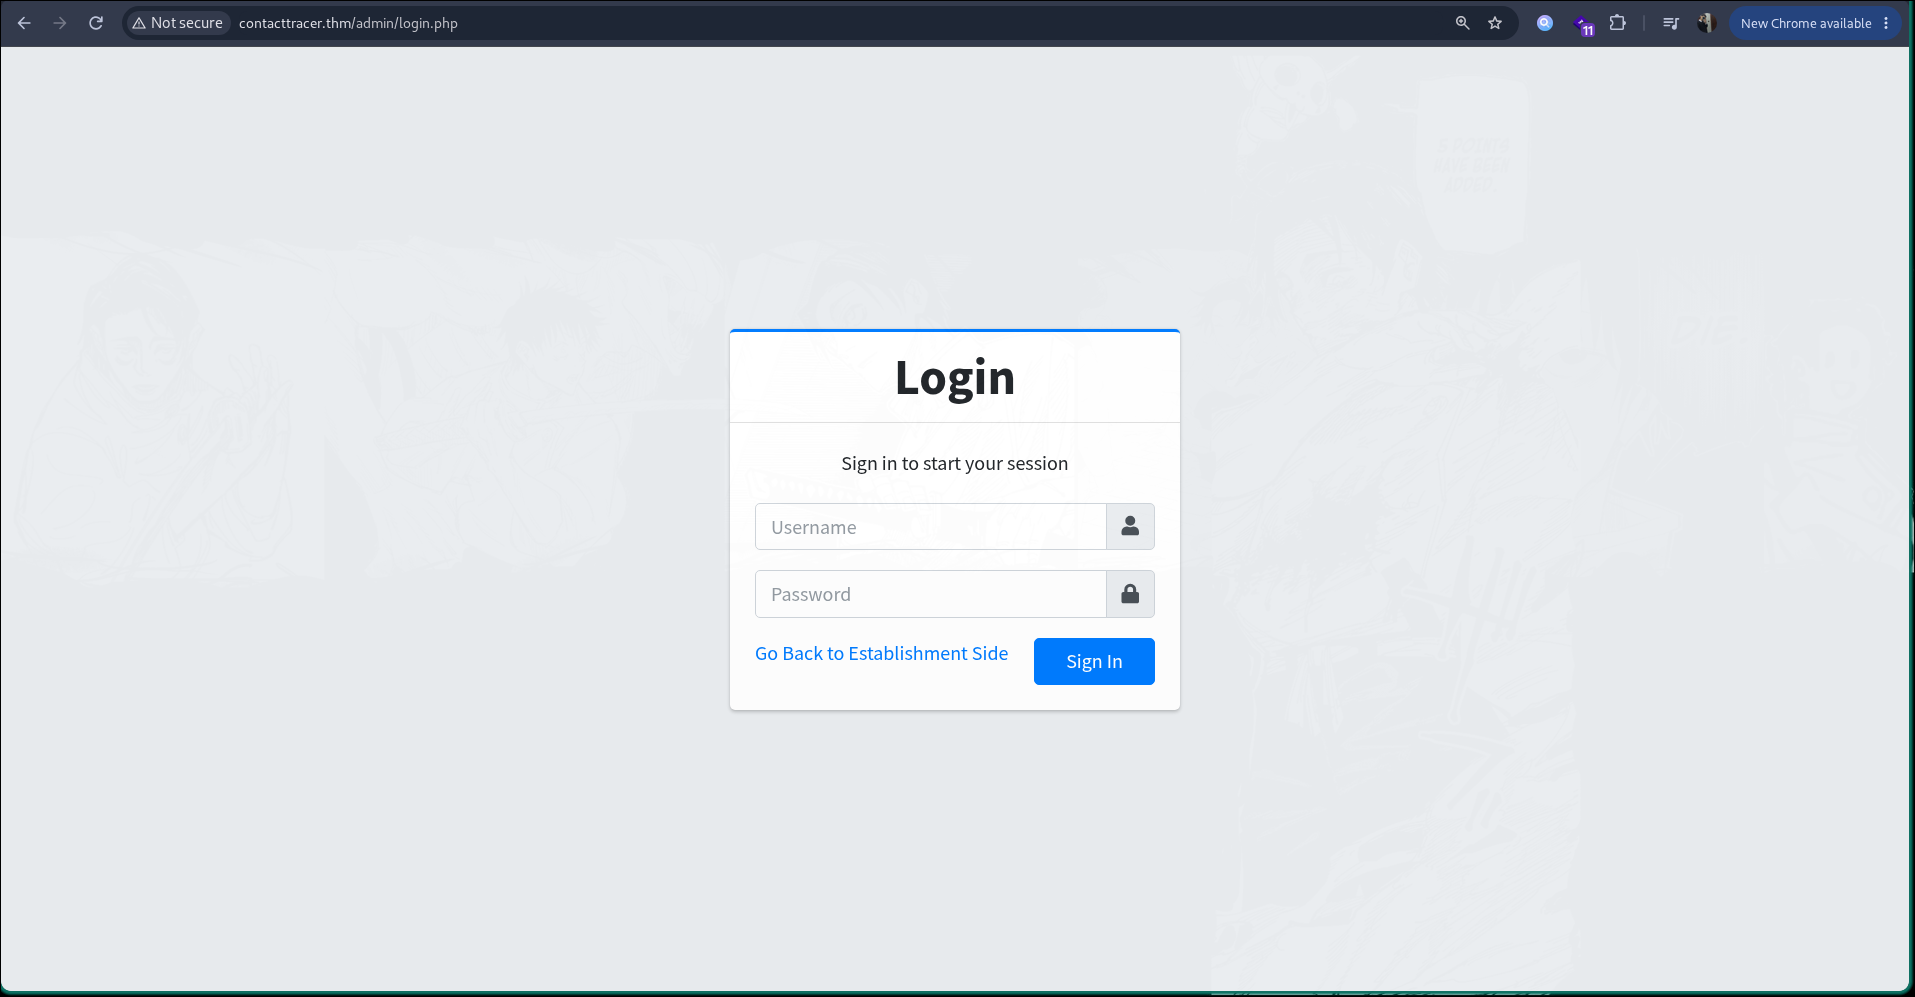 Not secure contacttracer.thm/admin/login.php 11 New Chrome available
Login
Sign in to start your session
Username
Password
Go Back to Establishment Side Sign In